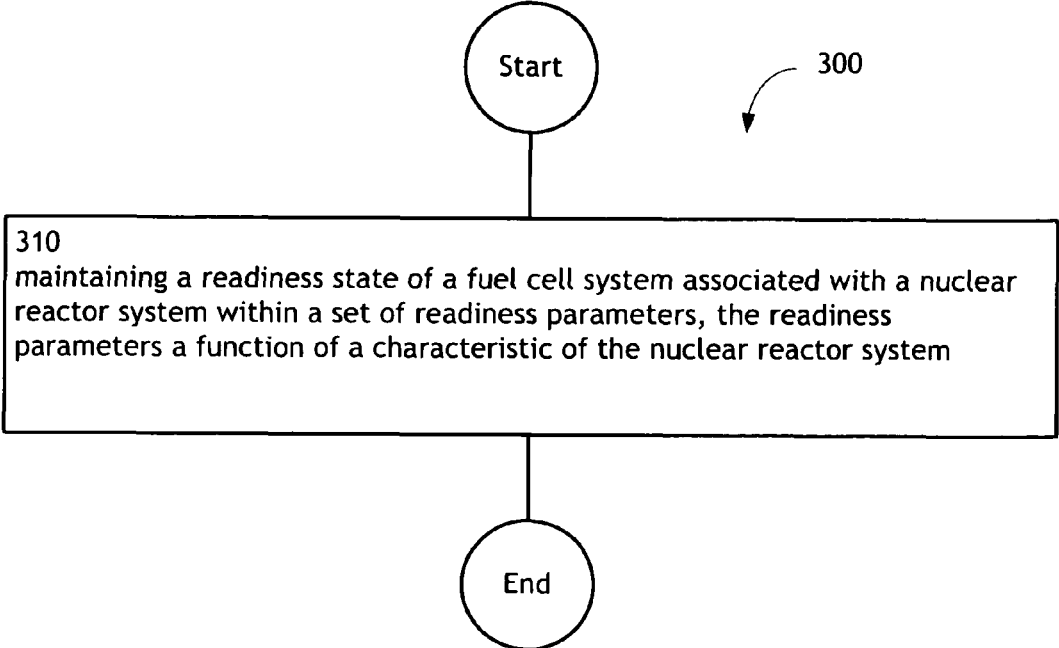 Start
300
310
maintaining a readiness state of a fuel cell system associated with a nuclear
reactor system within a set of readiness parameters, the readiness
parameters a function of a characteristic of the nuclear reactor system
End